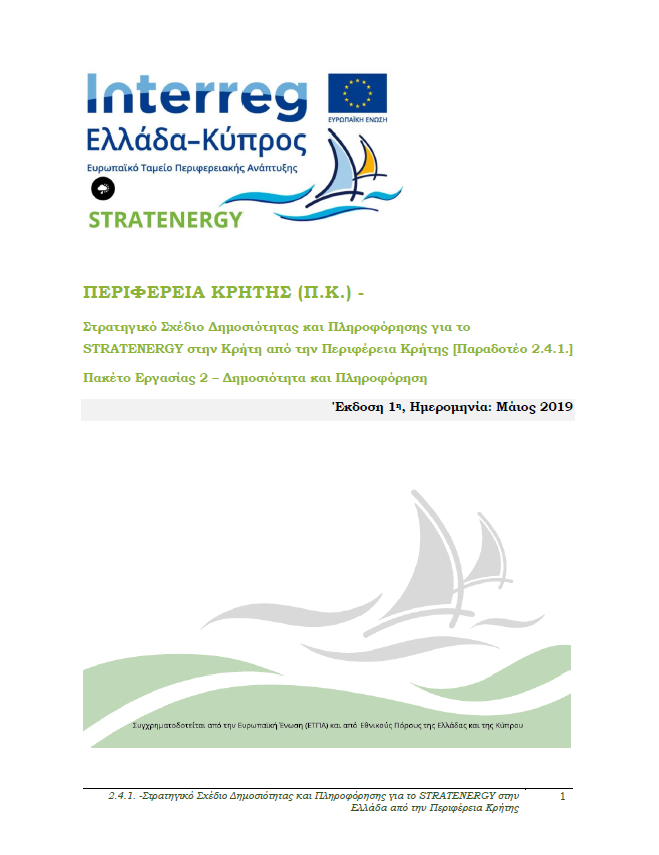 Interreg
ΕΥΡΩΠΑΪΚΗ ΕΝΩΣΗ
Ελλάδα–Κύπρος
Ευρωπαϊκό Ταμείο Περιφερειακής Ανάπτυξης
STRATENERGY
ΠΕΡΙΦΕΡΕΙΑ ΚΡΗΤΗΣ (Π.Κ.) -
Στρατηγικό Σχέδιο Δημοσιότητας και Πληροφόρησης για το
STRATENERGY στην Κρήτη από την Περιφέρεια Κρήτης [Παραδοτέο 2.4.1.]
Πακέτο Εργασίας 2 – Δημοσιότητα και Πληροφόρηση
Έκδοση 1η, Ημερομηνία: Μάιος 2019
Συγχρηματοδοτείται από την Ευρωπαϊκή Ένωση (ΕΤΠΑ) και από Εθνικούς Πόρους της Ελλάδας και της Κύπρου
2.4.1. -Στρατηγικό Σχέδιο Δημοσιότητας και Πληροφόρησης για το STRATENERGY στην
Ελλάδα από την Περιφέρεια Κρήτης
1